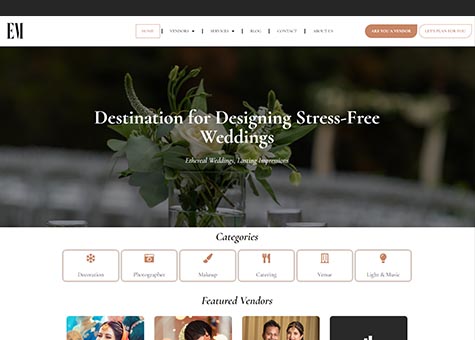 EM
HOME
VENDORS
SERVICES
BLOG
CONTACT
ABOUT US
ARE YOU A VENDOR
LET'S PLAN FOR YOU
Destination for Designing Stress-Free
Weddings
Ethereal Weddings, Lasting Impressions
Categories
Decoration
Photographer
Makeup
Catering
Venue
Light & Music
Featured Vendors